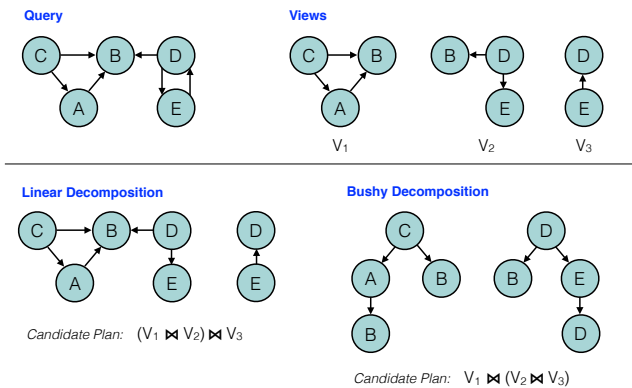 Query
Views
C B D
A E
C B
A
B D
E
D
E
V1 V2 V3
Linear Decomposition
Bushy Decomposition
C B D
A E
D
E
C
A B
B
D
B E
D
Candidate Plan: (V1 ⋈ V2) ⋈ V3
Candidate Plan: V1 ⋈ (V2 ⋈ V3)